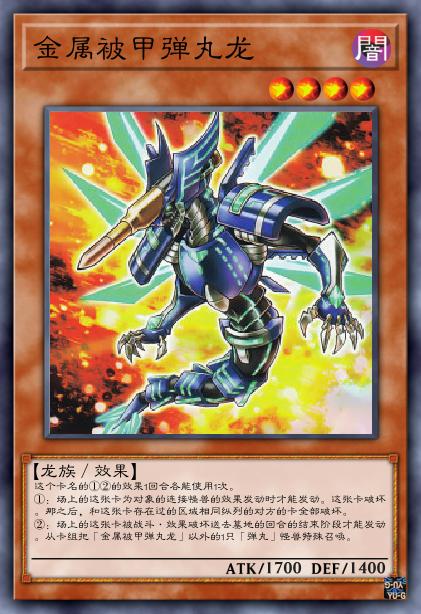 金属被甲弹丸龙
闇
【龙族／效果】
这个卡名的①②的效果1回合各能使用1次。
①：场上的这张卡为对象的连接怪兽的效果发动时才能发动。这张卡破坏
。那之后，和这张卡存在过的区域相同纵列的对方的卡全部破坏。
②：场上的这张卡被战斗·效果破坏送去墓地的回合的结束阶段才能发动
。从卡组把「金属被甲弹丸龙」以外的1只「弹丸」怪兽特殊召唤。
ATK/1700 DEF/1400